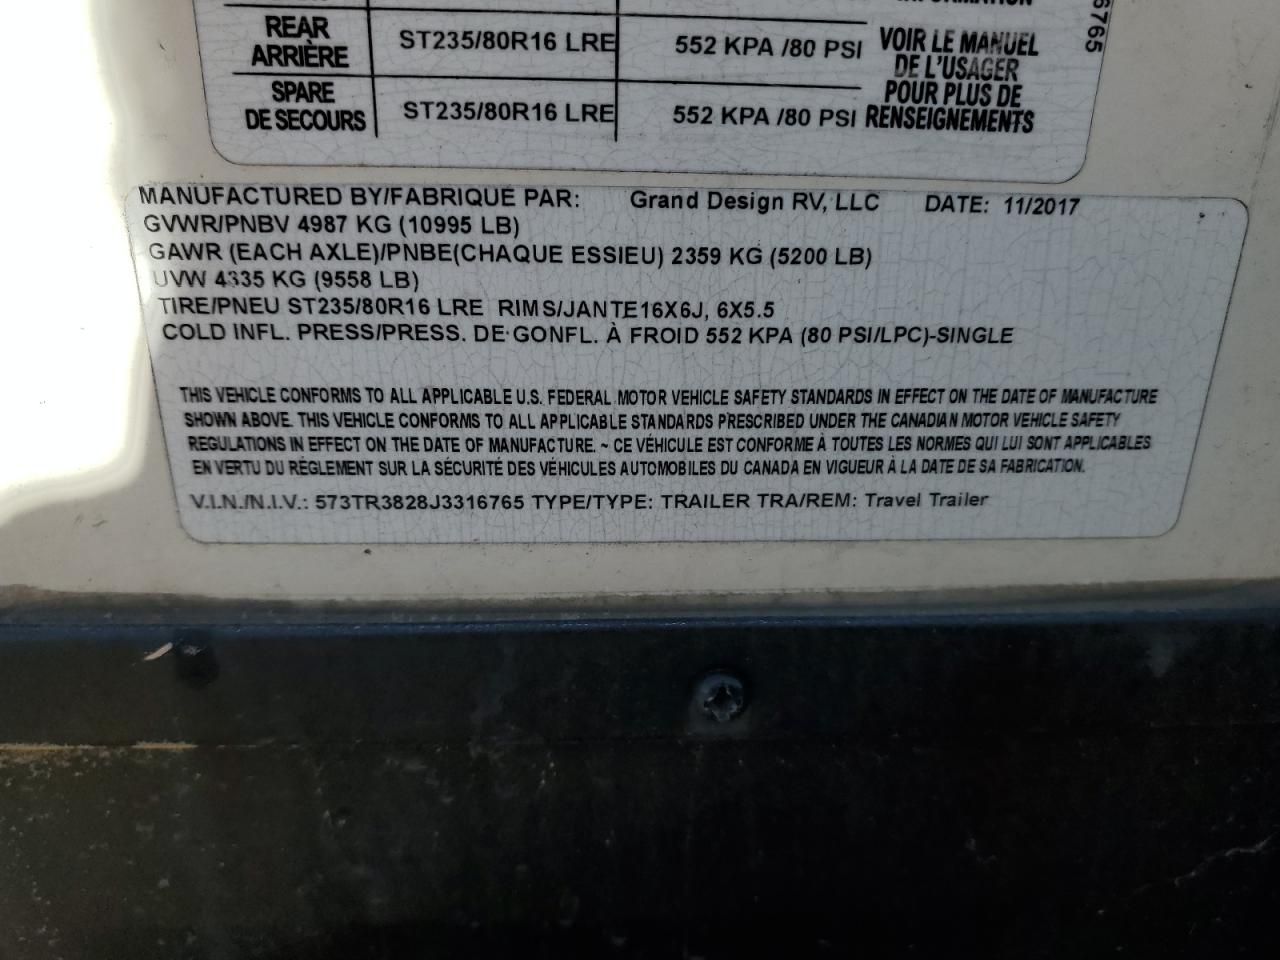 REAR
ARRIÈRE
ST235/80R16 LRE
552 KPA /80 PSI
SPARE
DE SECOURS
ST235/80R16 LRE
552 KPA /80 PSI
VOIR LE MANUEL
DE L'USAGER
POUR PLUS DE
RENSEIGNEMENTS
6765
MANUFACTURED BY/FABRIQUE PAR: Grand Design RV, LLC DATE: 11/2017
GVWR/PNBV 4987 KG (10995 LB)
GAWR (EACH AXLE)/PNBE(CHAQUE ESSIEU) 2359 KG (5200 LB)
UVW 4335 KG (9558 LB)
TIRE/PNEU ST235/80R16 LRE RIMS/JANTE16X6J, 6X5.5
COLD INFL. PRESS/PRESS. DE GONFL. À FROID 552 KPA (80 PSI/LPC)-SINGLE
THIS VEHICLE CONFORMS TO ALL APPLICABLE U.S. FEDERAL MOTOR VEHICLE SAFETY STANDARDS IN EFFECT ON THE DATE OF MANUFACTURE
SHOWN ABOVE. THIS VEHICLE CONFORMS TO ALL APPLICABLE STANDARDS PRESCRIBED UNDER THE CANADIAN MOTOR VEHICLE SAFETY
REGULATIONS IN EFFECT ON THE DATE OF MANUFACTURE. ~ CE VÉHICULE EST CONFORME À TOUTES LES NORMES QUI LUI SONT APPLICABLES
EN VERTU DU RÈGLEMENT SUR LA SÉCURITÉ DES VÉHICULES AUTOMOBILES DU CANADA EN VIGUEUR À LA DATE DE SA FABRICATION.
V.I.N./N.I.V.: 573TR3828J3316765 TYPE/TYPE: TRAILER TRA/REM: Travel Trailer